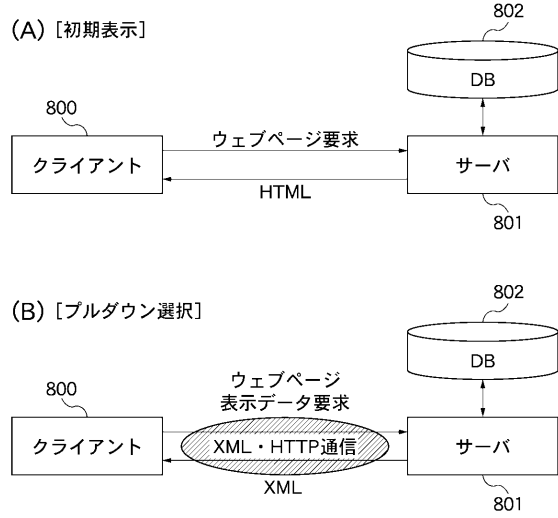 (A) [初期表示]
802
DB
800
ウェブページ要求
クライアント
サーバ
HTML
801
(B) [プルダウン選択]
802
DB
800
ウェブページ
表示データ要求
クライアント
XML・HTTP通信
サーバ
XML
801